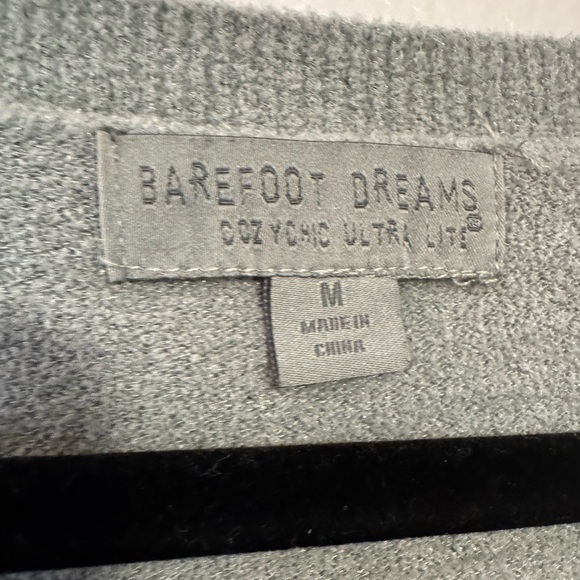 BAREFOOT DREAMS
COZYCHIC ULTRA LITE®
M
MADE IN
CHINA